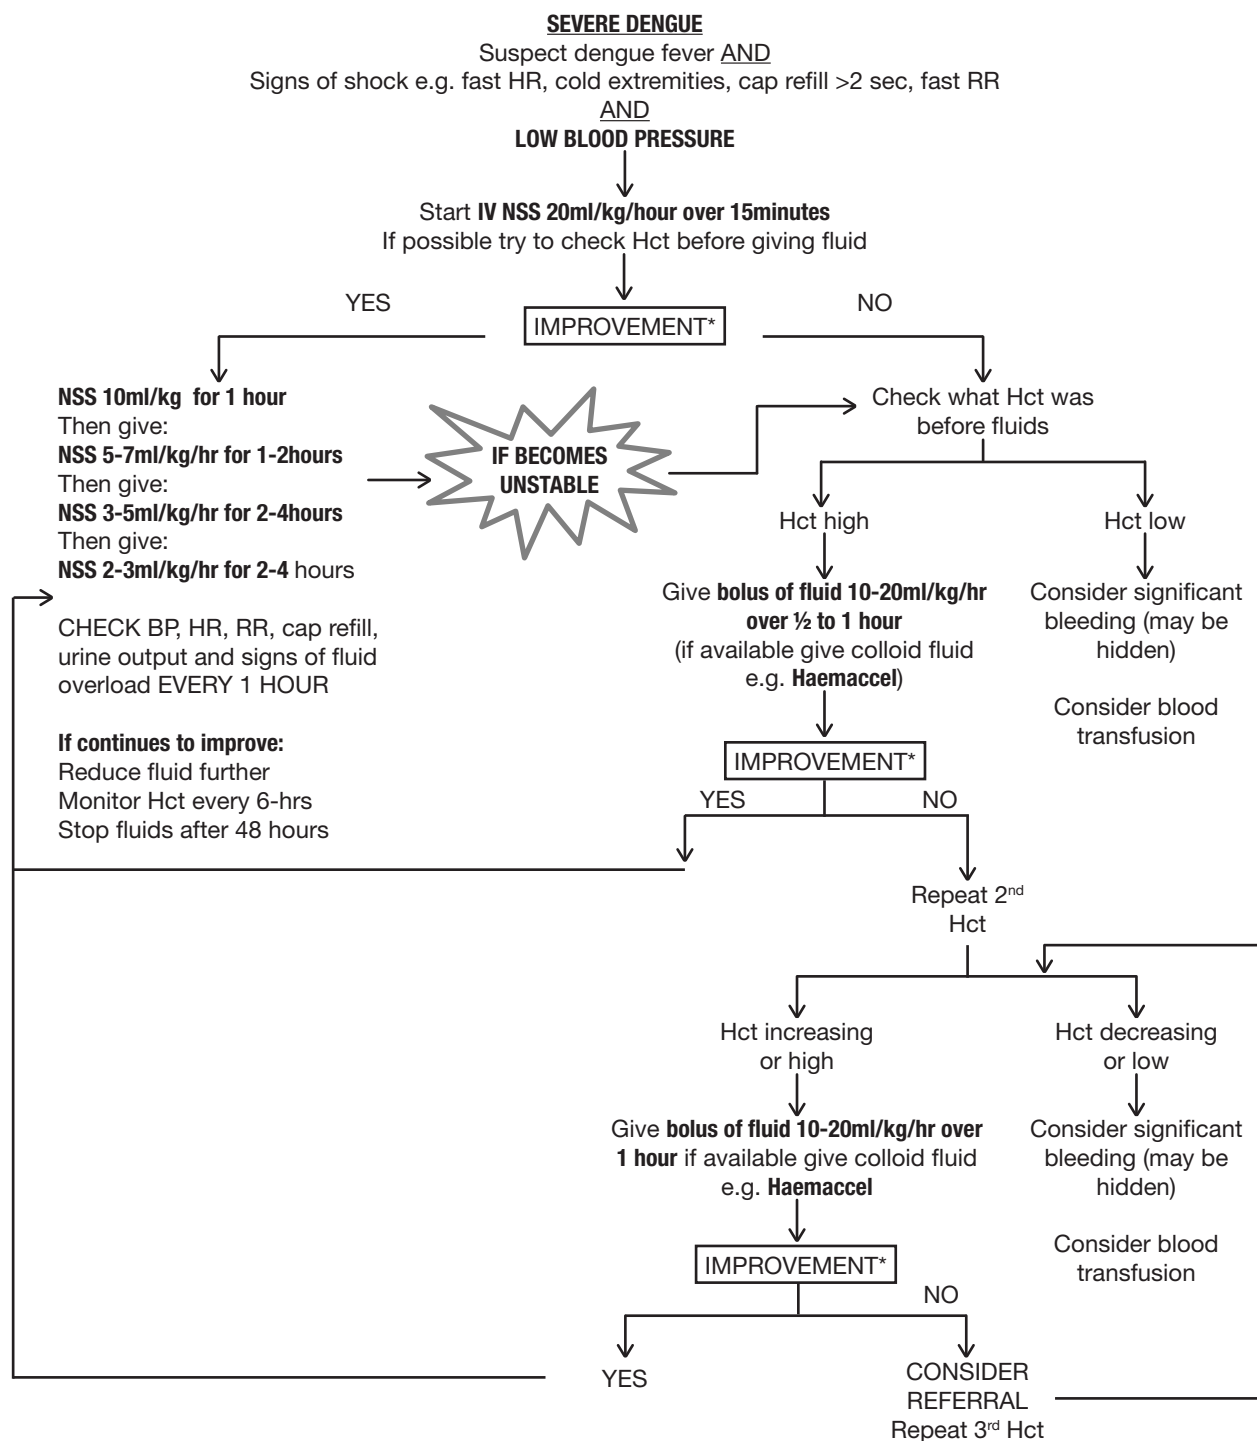 SEVERE DENGUE
Suspect dengue fever AND
Signs of shock e.g. fast HR, cold extremities, cap refill >2 sec, fast RR
AND
LOW BLOOD PRESSURE
Start IV NSS 20ml/kg/hour over 15minutes
If possible try to check Hct before giving fluid
YES
IMPROVEMENT*
NO
NSS 10ml/kg for 1 hour
Then give:
NSS 5-7ml/kg/hr for 1-2hours
Then give:
NSS 3-5ml/kg/hr for 2-4hours
Then give:
NSS 2-3ml/kg/hr for 2-4 hours
CHECK BP, HR, RR, cap refill,
urine output and signs of fluid
overload EVERY 1 HOUR
If continues to improve:
Reduce fluid further
Monitor Hct every 6-hrs
Stop fluids after 48 hours
IF BECOMES
UNSTABLE
Check what Hct was
before fluids
Hct high
Give bolus of fluid 10-20ml/kg/hr
over ½ to 1 hour
(if available give colloid fluid
e.g. Haemaccel)
Hct low
Consider significant
bleeding (may be
hidden)
Consider blood
transfusion
IMPROVEMENT*
YES
NO
Repeat 2nd
Hct
Hct increasing
or high
Give bolus of fluid 10-20ml/kg/hr over
1 hour if available give colloid fluid
e.g. Haemaccel
Hct decreasing
or low
Consider significant
bleeding (may be
hidden)
Consider blood
transfusion
IMPROVEMENT*
NO
YES
CONSIDER
REFERRAL
Repeat 3rd Hct